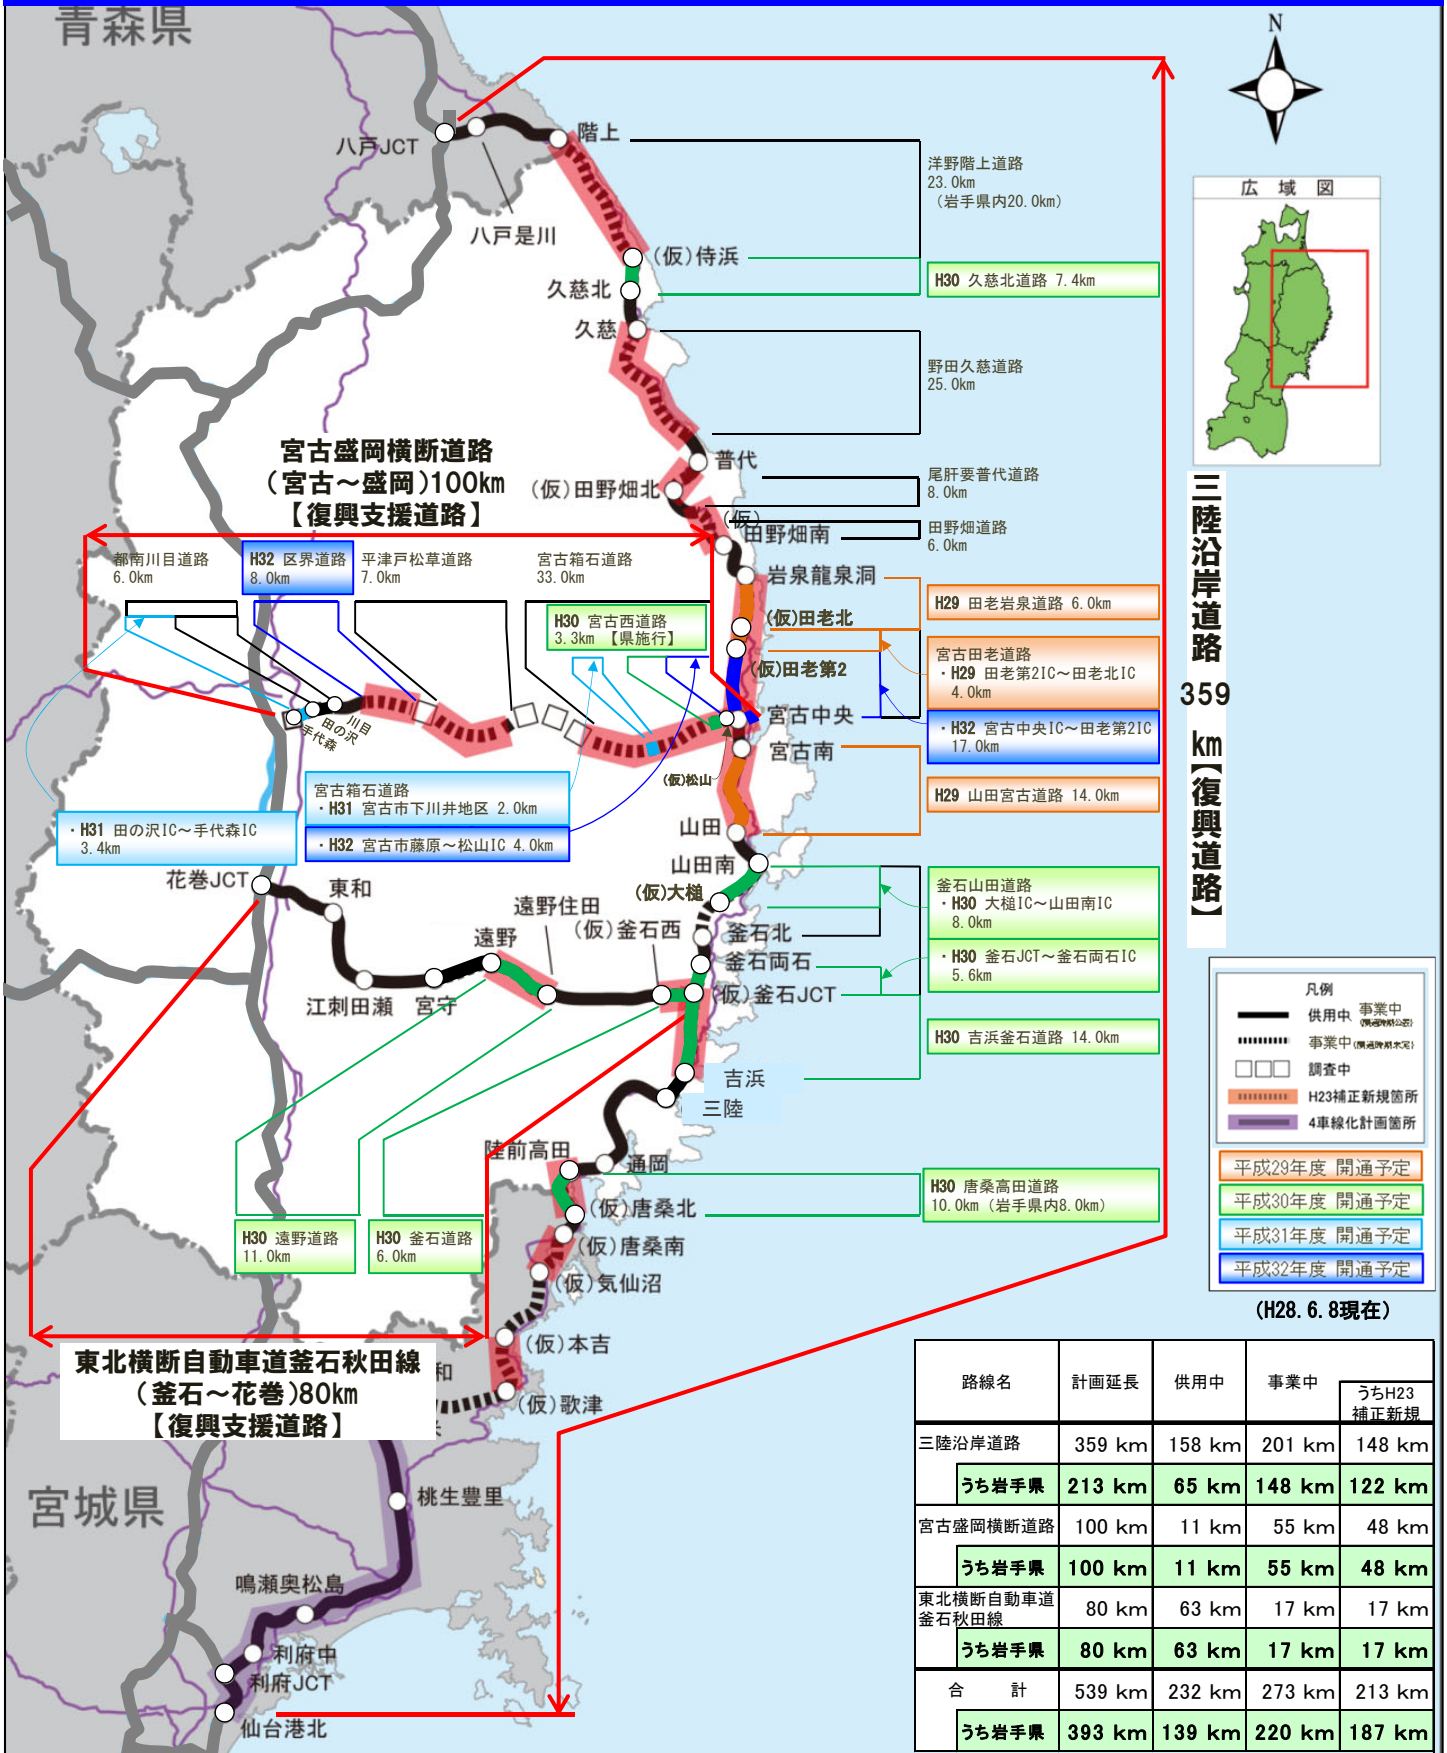 青森県
N
八戸JCT
階上
八戸是川
洋野階上道路
23.0km
（岩手県内20.0km）
広 域 図
(仮)侍浜
久慈北
H30 久慈北道路 7.4km
久慈
野田久慈道路
25.0km
宮古盛岡横断道路
（宮古～盛岡）100km
【復興支援道路】
普代
(仮)田野畑北
尾肝要普代道路
8.0km
(仮)
田野畑南
田野畑道路
6.0km
三陸沿岸道路 359 km【復興道路】
都南川目道路
6.0km
H32 区界道路
8.0km
平津戸松草道路
7.0km
宮古箱石道路
33.0km
岩泉龍泉洞
H29 田老岩泉道路 6.0km
H30 宮古西道路
3.3km 【県施行】
(仮)田老北
(仮)田老第2
宮古田老道路
・H29 田老第2IC～田老北IC
4.0km
・H32 宮古中央IC～田老第2IC
17.0km
宮古中央
宮古南
手代森
田の沢
川目
(仮)松山
宮古箱石道路
・H31 宮古市下川井地区 2.0km
・H32 宮古市藤原～松山IC 4.0km
・H31 田の沢IC～手代森IC
3.4km
H29 山田宮古道路 14.0km
山田
山田南
花巻JCT
東和
(仮)大槌
遠野住田
遠野
(仮)釜石西
釜石北
釜石両石
釜石山田道路
・H30 大槌IC～山田南IC
8.0km
・H30 釜石JCT～釜石両石IC
5.6km
江刺田瀬
宮守
(仮)釜石JCT
H30 吉浜釜石道路 14.0km
吉浜
三陸
凡例
供用中
事業中
事業中
調査中
H23補正新規箇所
4車線化計画箇所
平成29年度 開通予定
平成30年度 開通予定
平成31年度 開通予定
平成32年度 開通予定
(H28.6.8現在)
陸前高田
通岡
H30 唐桑高田道路
10.0km（岩手県内8.0km）
(仮)唐桑北
(仮)唐桑南
(仮)気仙沼
H30 遠野道路
11.0km
H30 釜石道路
6.0km
(仮)本吉
(仮)歌津
和
東北横断自動車道釜石秋田線
（釜石～花巻）80km
【復興支援道路】
宮城県
桃生豊里
鳴瀬奥松島
利府中
利府JCT
仙台港北
路線名 計画延長 供用中 事業中 うちH23
補正新規
三陸沿岸道路 359 km 158 km 201 km 148 km
うち岩手県 213 km 65 km 148 km 122 km
宮古盛岡横断道路 100 km 11 km 55 km 48 km
うち岩手県 100 km 11 km 55 km 48 km
東北横断自動車道
釜石秋田線 80 km 63 km 17 km 17 km
うち岩手県 80 km 63 km 17 km 17 km
合 計 539 km 232 km 273 km 213 km
うち岩手県 393 km 139 km 220 km 187 km